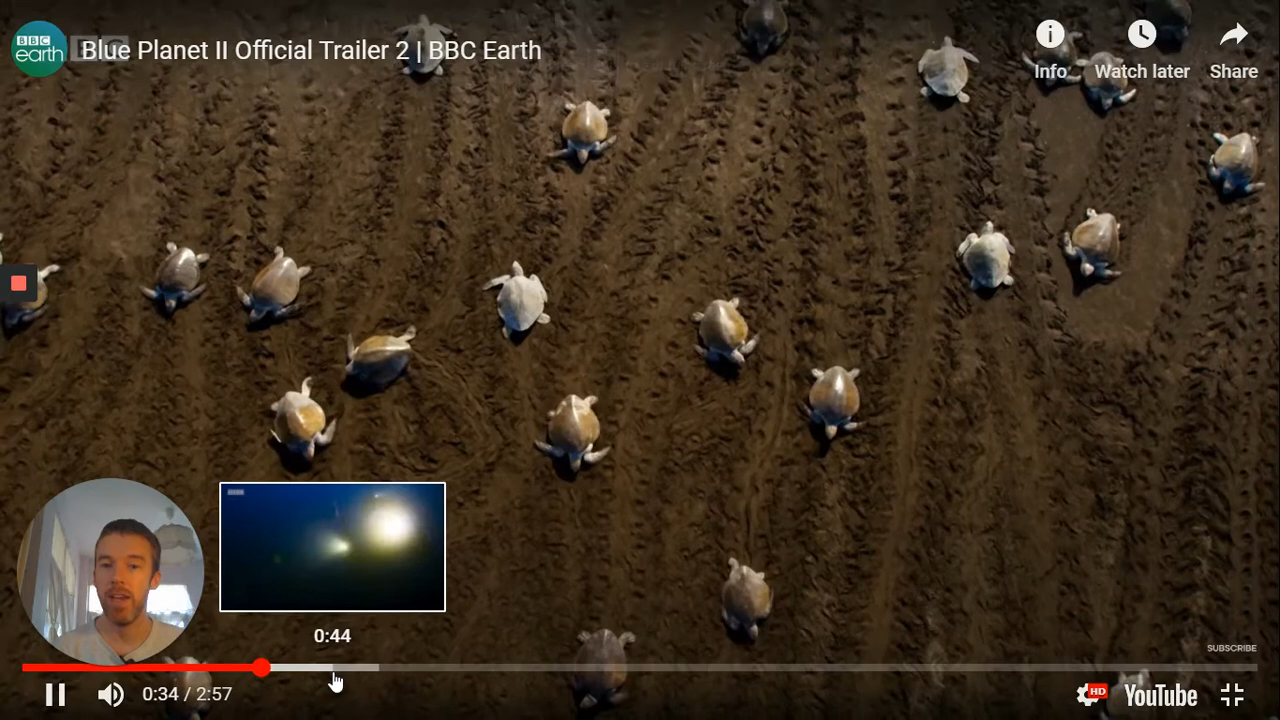 BBC
earth
Blue Planet II Official Trailer 2 | BBC Earth
Info
Watch later
Share
0:44
SUBSCRIBE
0:34 / 2:57
HD
YouTube